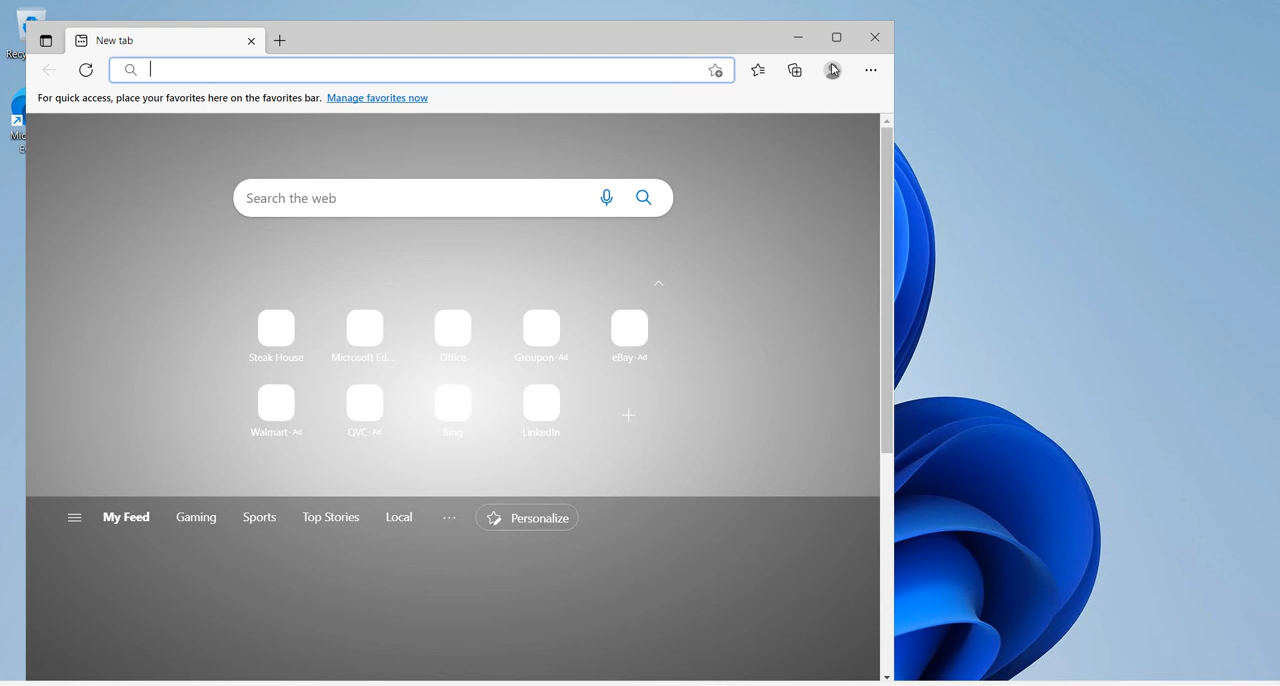 New tab
For quick access, place your favorites here on the favorites bar. Manage favorites now
Search the web
Steak House Microsoft Ed... Office Groupon · Ad eBay · Ad
Walmart · Ad QVC · Ad Bing LinkedIn
My Feed Gaming Sports Top Stories Local ... Personalize